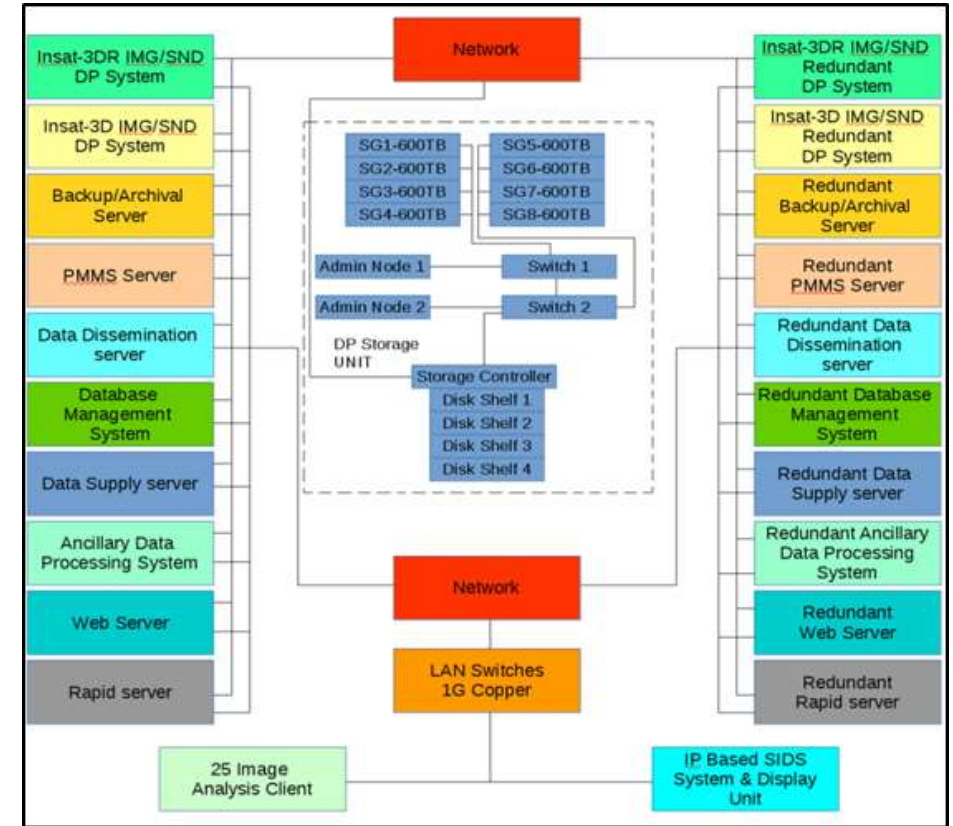 Network
Insat-3DR IMG/SND
DP System
Insat-3D IMG/SND
DP System
Backup/Archival
Server
PMMS Server
Data Dissemination
server
Database
Management
System
Data Supply server
Ancillary Data
Processing System
Web Server
Rapid server
SG1-600TB
SG2-600TB
SG3-600TB
SG4-600TB
SG5-600TB
SG6-600TB
SG7-600TB
SG8-600TB
Admin Node 1
Switch 1
Admin Node 2
Switch 2
DP Storage
UNIT
Storage Controller
Disk Shelf 1
Disk Shelf 2
Disk Shelf 3
Disk Shelf 4
Insat-3DR IMG/SND
Redundant
DP System
Insat-3D IMG/SND
Redundant
DP System
Redundant
Backup/Archival
Server
Redundant
PMMS Server
Redundant Data
Dissemination
server
Redundant Database
Management
System
Redundant Data
Supply server
Redundant Ancillary
Data Processing
System
Redundant
Web Server
Redundant
Rapid server
Network
LAN Switches
1G Copper
25 Image
Analysis Client
IP Based SIDS
System & Display
Unit